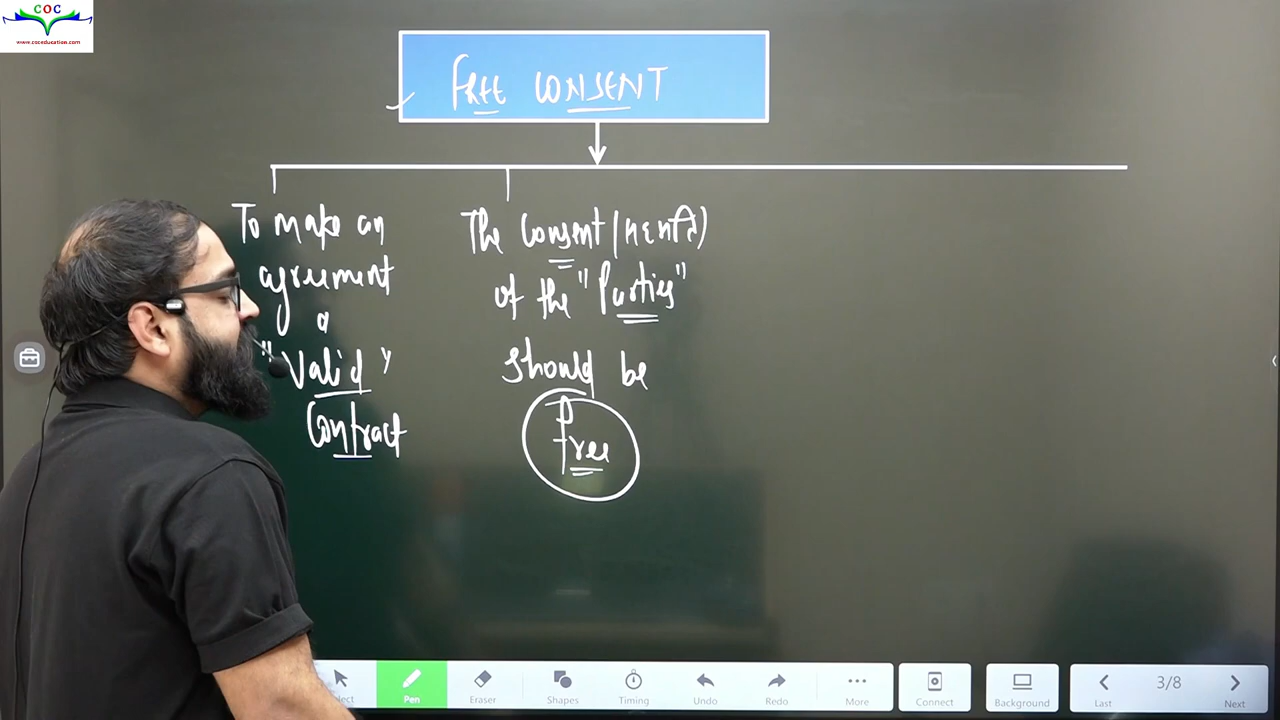 COC
www.coceducation.com
FREE CONSENT
To make an
agreement
a
"Valid"
Contract
The Consent
of the "Parties"
should be
Free
Select
Pen
Eraser
Shapes
Timing
Undo
Redo
More
Connect
Background
Last
3/8
Next